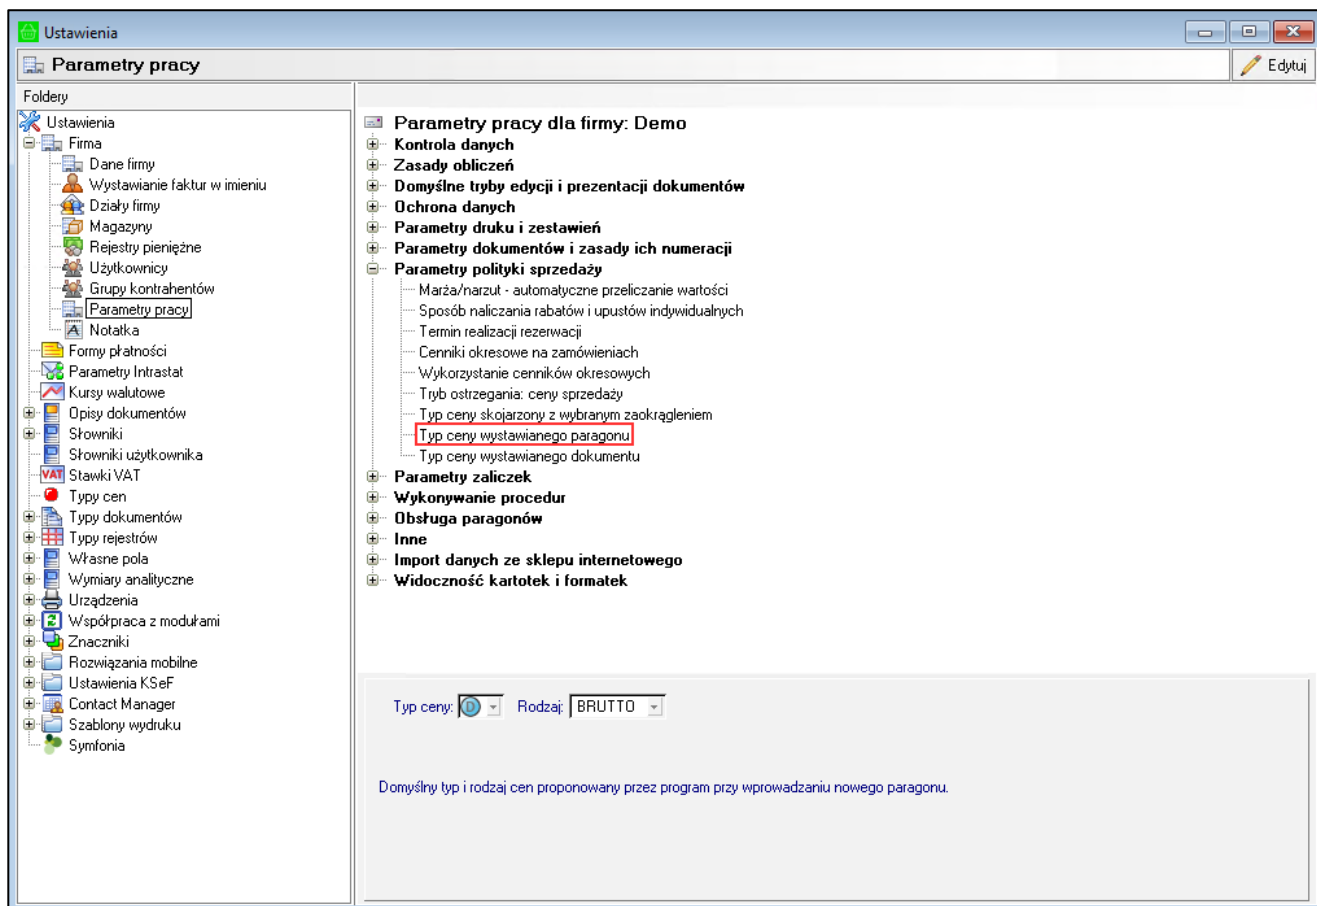 Ustawienia
Parametry pracy
Edytuj
Foldery
Ustawienia
Firma
Dane firmy
Wystawianie faktur w imieniu
Działy firmy
Magazyny
Rejestry pieniężne
Użytkownicy
Grupy kontrahentów
Parametry pracy
Notatka
Formy płatności
Parametry Intrastat
Kursy walutowe
Opisy dokumentów
Słowniki
Słowniki użytkownika
VAT Stawki VAT
Typy cen
Typy dokumentów
Typy rejestrów
Własne pola
Wymiary analityczne
Urządzenia
Współpraca z modułami
Znaczniki
Rozwiązania mobilne
Ustawienia KSeF
Contact Manager
Szablony wydruku
Symfonia
Parametry pracy dla firmy: Demo
Kontrola danych
Zasady obliczeń
Domyślne tryby edycji i prezentacji dokumentów
Ochrona danych
Parametry druku i zestawień
Parametry dokumentów i zasady ich numeracji
Parametry polityki sprzedaży
Marża/narzut - automatyczne przeliczanie wartości
Sposób naliczania rabatów i upustów indywidualnych
Termin realizacji rezerwacji
Cenniki okresowe na zamówieniach
Wykorzystanie cenników okresowych
Tryb ostrzegania: ceny sprzedaży
Typ ceny skojarzony z wybranym zaokrągleniem
Typ ceny wystawianego paragonu
Typ ceny wystawianego dokumentu
Parametry zaliczek
Wykonywanie procedur
Obsługa paragonów
Inne
Import danych ze sklepu internetowego
Widoczność kartotek i formatek
Typ ceny: D Rodzaj: BRUTTO
Domyślny typ i rodzaj cen proponowany przez program przy wprowadzaniu nowego paragonu.